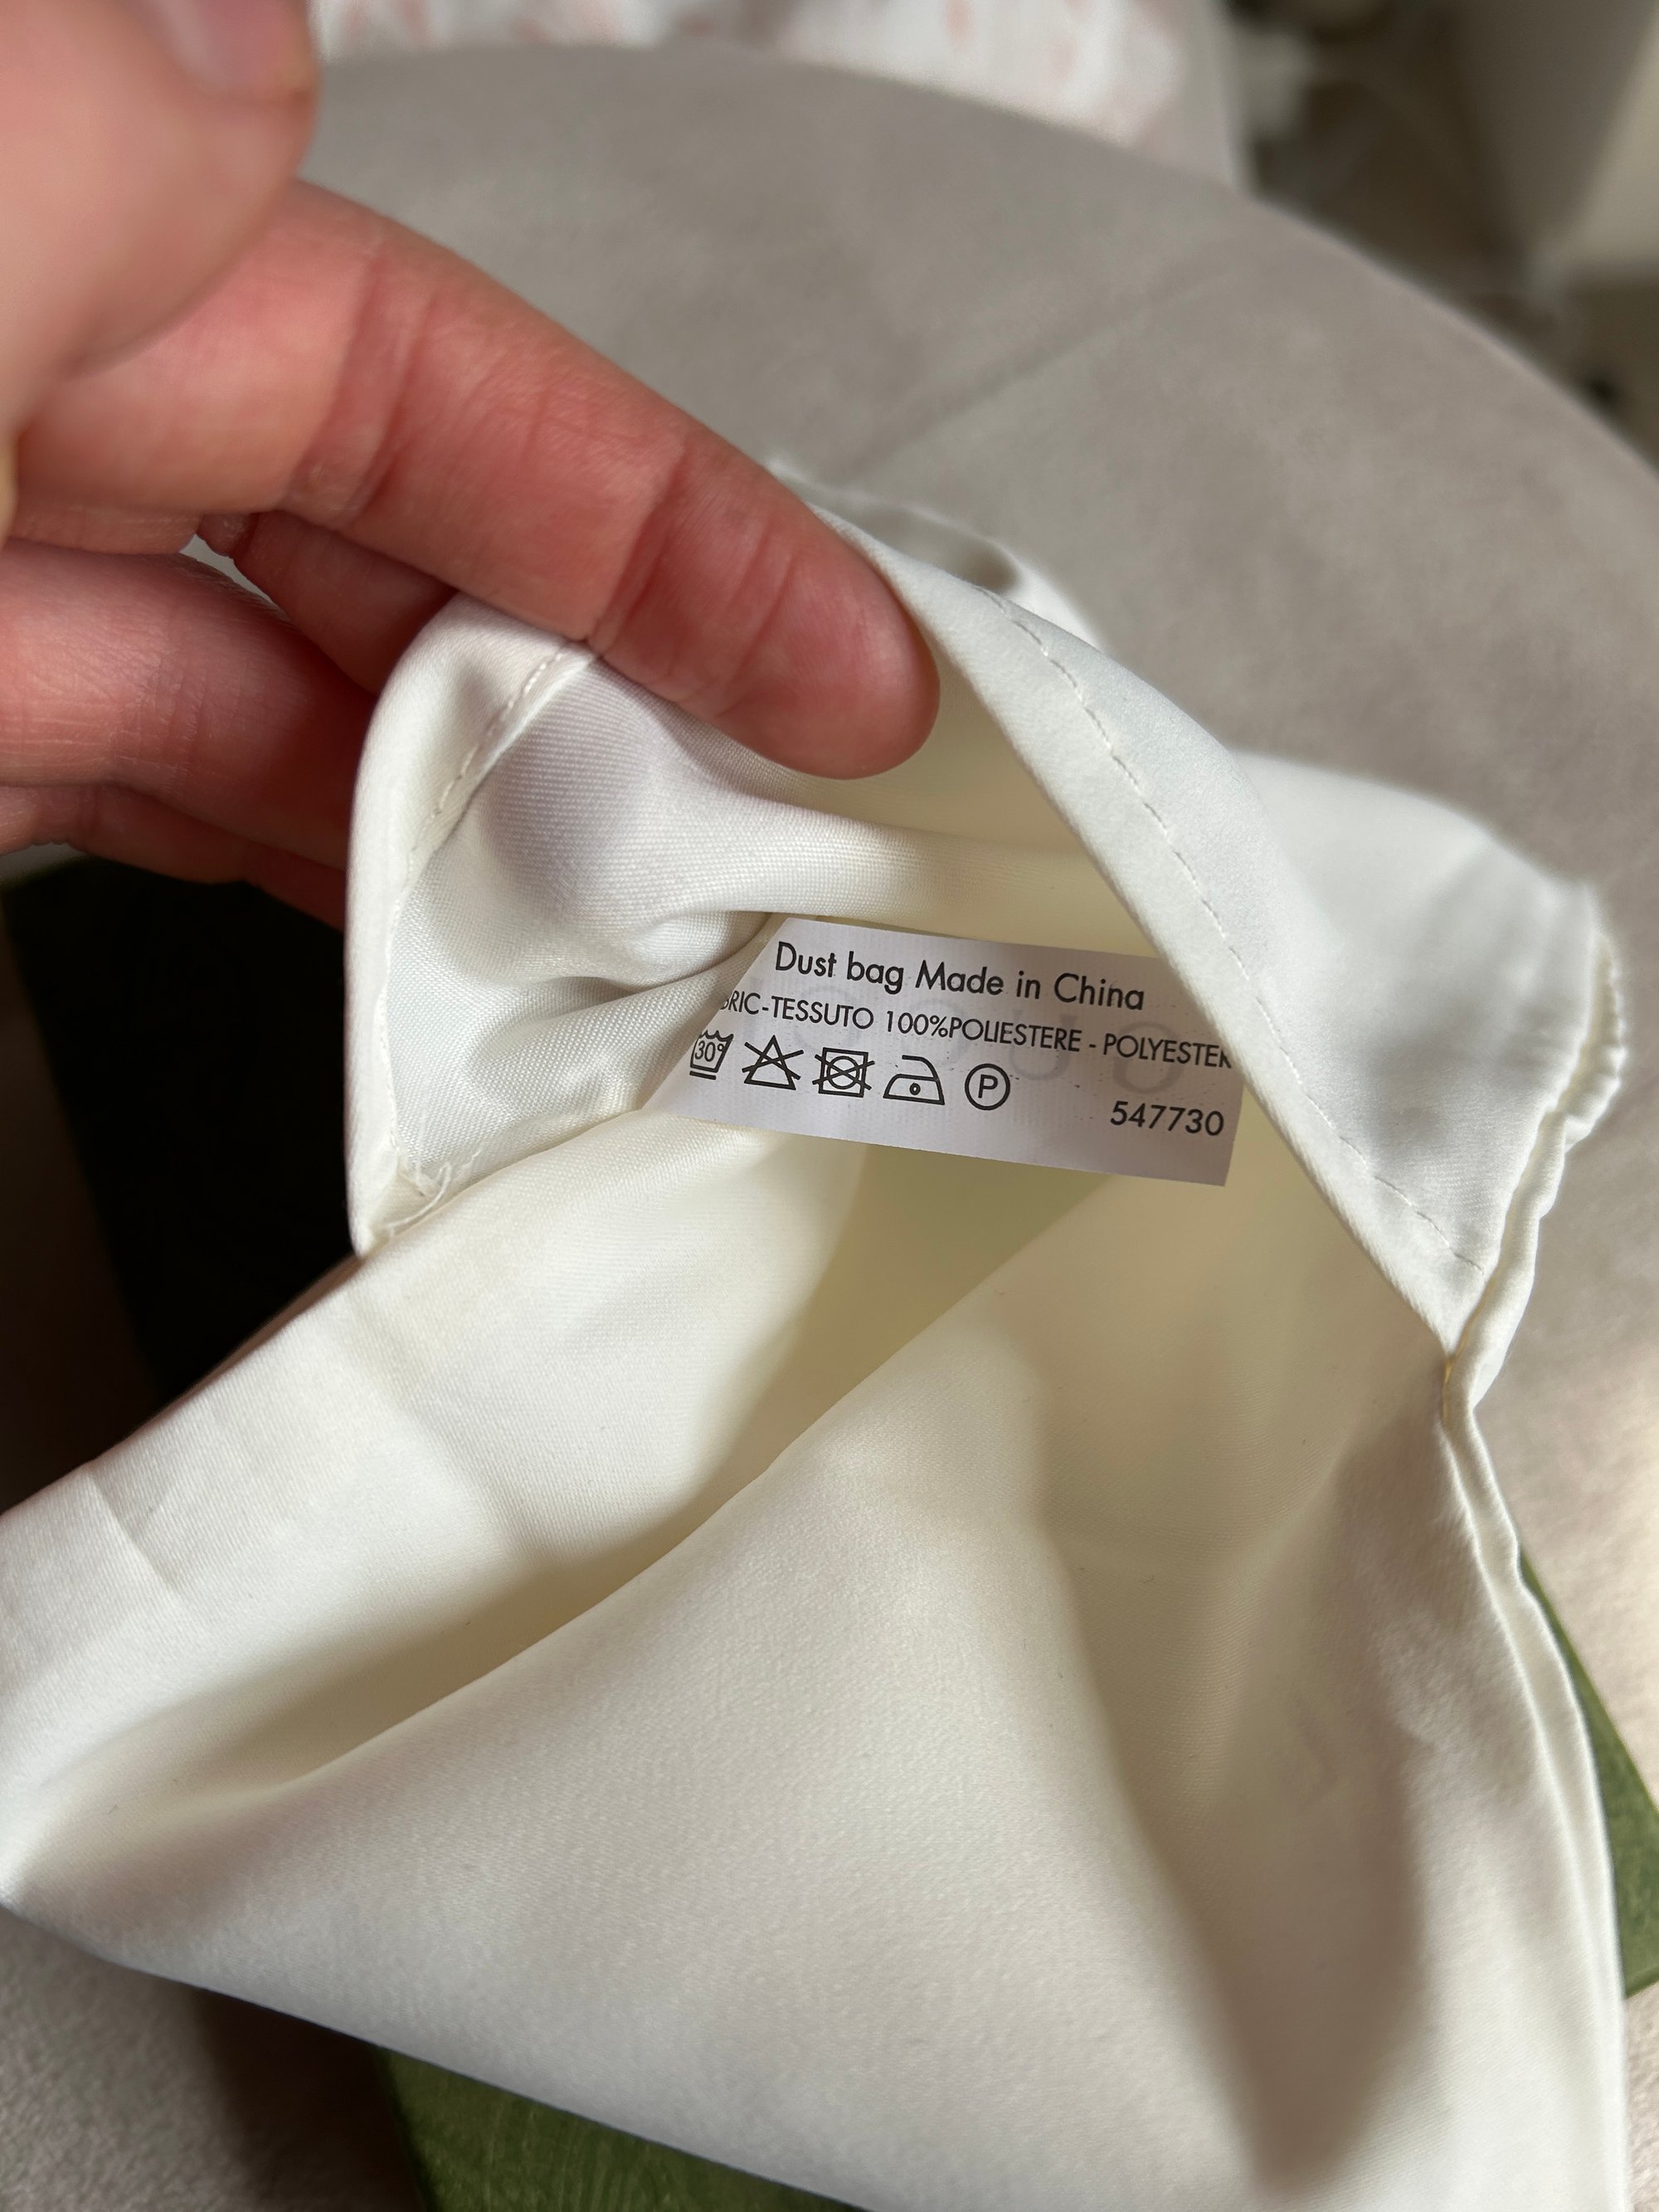 Dust bag Made in China
BRIC-TESSUTO 100%POLIESTERE - POLYESTER
30°
P
547730